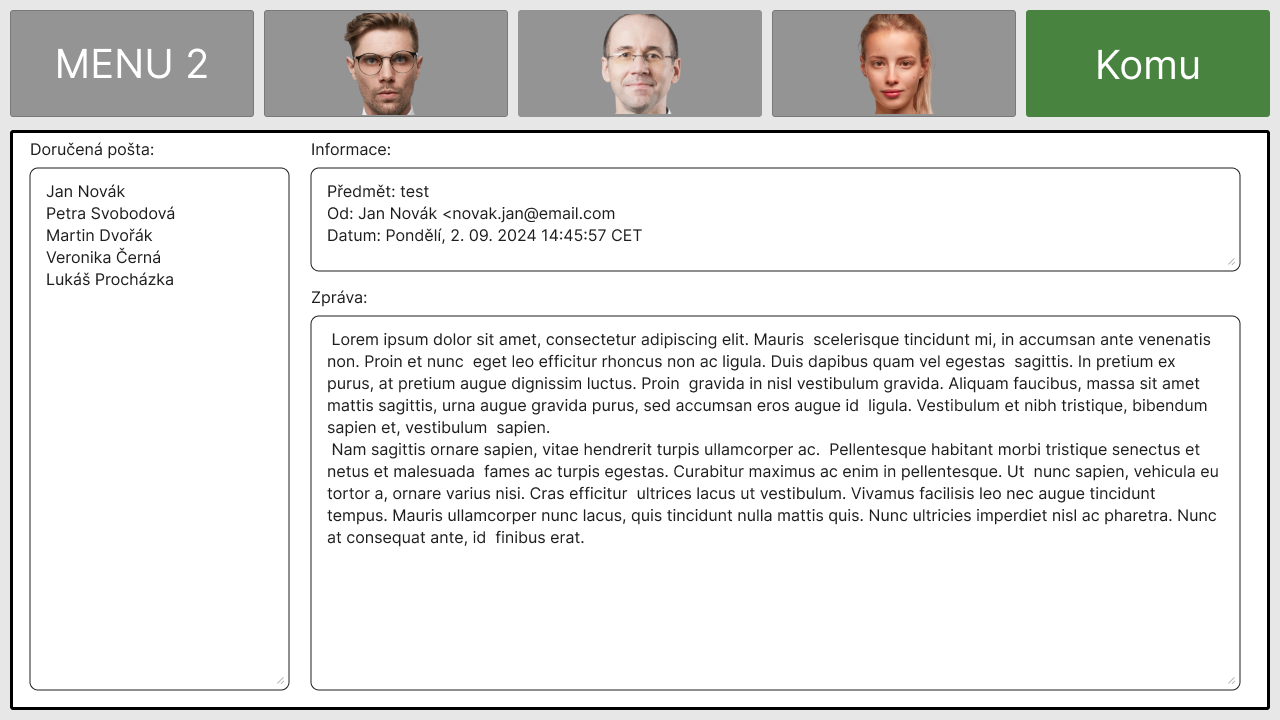 MENU 2
Komu
Doručená pošta:
Jan Novák
Petra Svobodová
Martin Dvořák
Veronika Černá
Lukáš Procházka
Informace:
Předmět: test
Od: Jan Novák <novak.jan@email.com
Datum: Pondělí, 2. 09. 2024 14:45:57 CET
Zpráva:
Lorem ipsum dolor sit amet, consectetur adipiscing elit. Mauris  scelerisque tincidunt mi, in accumsan ante venenatis
non. Proin et nunc  eget leo efficitur rhoncus non ac ligula. Duis dapibus quam vel egestas  sagittis. In pretium ex
purus, at pretium augue dignissim luctus. Proin  gravida in nisl vestibulum gravida. Aliquam faucibus, massa sit amet
mattis sagittis, urna augue gravida purus, sed accumsan eros augue id  ligula. Vestibulum et nibh tristique, bibendum
sapien et, vestibulum  sapien.
Nam sagittis ornare sapien, vitae hendrerit turpis ullamcorper ac.  Pellentesque habitant morbi tristique senectus et
netus et malesuada  fames ac turpis egestas. Curabitur maximus ac enim in pellentesque. Ut  nunc sapien, vehicula eu
tortor a, ornare varius nisi. Cras efficitur  ultrices lacus ut vestibulum. Vivamus facilisis leo nec augue tincidunt
tempus. Mauris ullamcorper nunc lacus, quis tincidunt nulla mattis quis. Nunc ultricies imperdiet nisl ac pharetra. Nunc
at consequat ante, id  finibus erat.